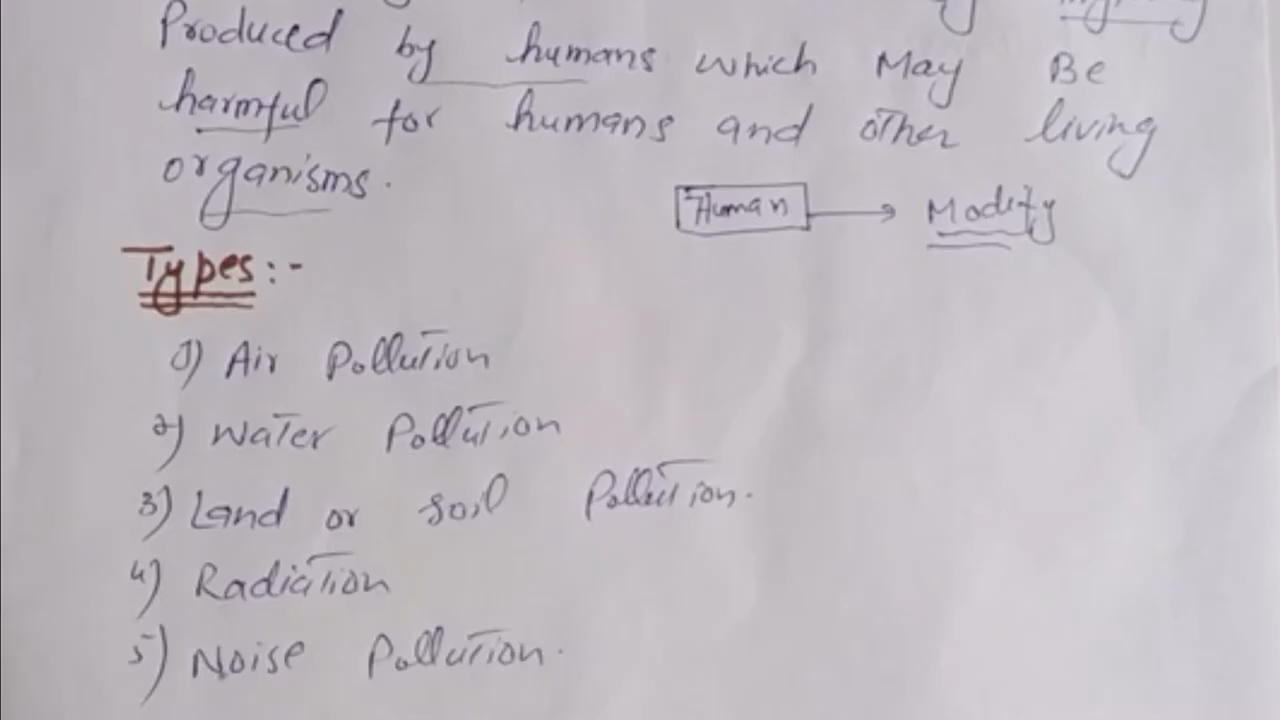 Produced by humans which May Be
harmful for humans and other living
organisms.
Human → Modify
Types:-
1) Air Pollution
2) Water Pollution
3) Land or soil Pollution.
4) Radiation
5) Noise Pollution.